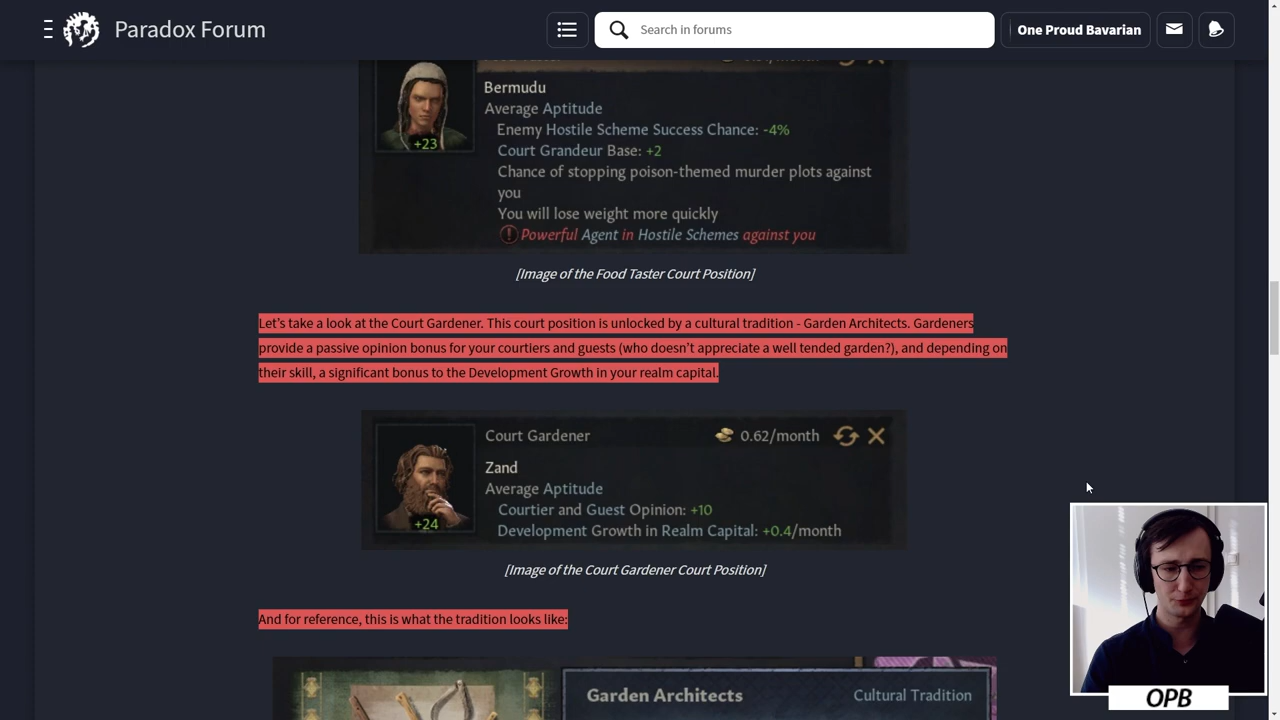 Paradox Forum
Search in forums
One Proud Bavarian
Bermudu
Average Aptitude
Enemy Hostile Scheme Success Chance: -4%
Court Grandeur Base: +2
Chance of stopping poison-themed murder plots against
you
You will lose weight more quickly
Powerful Agent in Hostile Schemes against you
+23
[Image of the Food Taster Court Position]
Let's take a look at the Court Gardener. This court position is unlocked by a cultural tradition - Garden Architects. Gardeners
provide a passive opinion bonus for your courtiers and guests (who doesn't appreciate a well tended garden?), and depending on
their skill, a significant bonus to the Development Growth in your realm capital.
Court Gardener 0.62/month
Zand
Average Aptitude
Courtier and Guest Opinion: +10
+24
Development Growth in Realm Capital: +0.4/month
[Image of the Court Gardener Court Position]
And for reference, this is what the tradition looks like:
Garden Architects Cultural Tradition
OPB